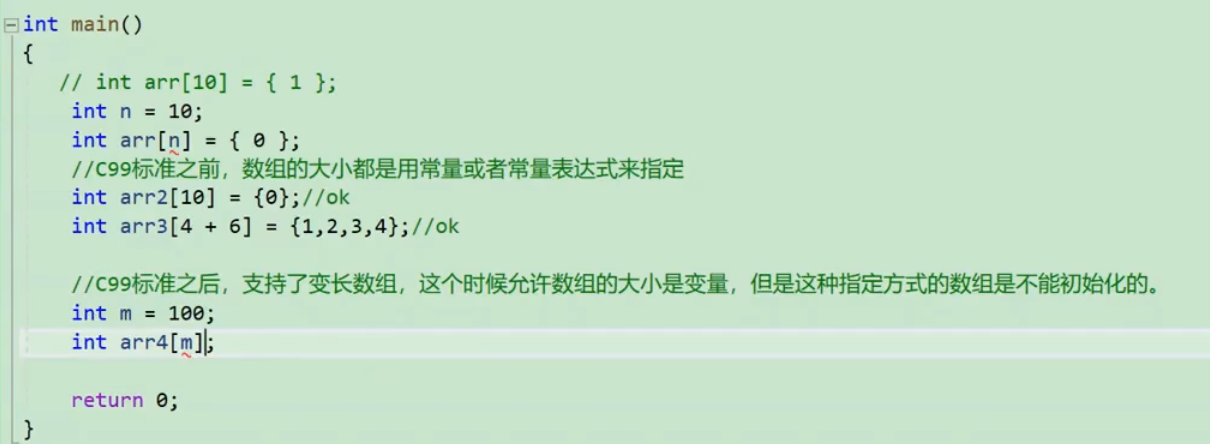 int main()
{
// int arr[10] = { 1 };
int n = 10;
int arr[n] = { 0 };
//C99标准之前，数组的大小都是用常量或者常量表达式来指定
int arr2[10] = {0};//ok
int arr3[4 + 6] = {1,2,3,4};//ok
//C99标准之后，支持了变长数组，这个时候允许数组的大小是变量，但是这种指定方式的数组是不能初始化的。
int m = 100;
int arr4[m];
return 0;
}